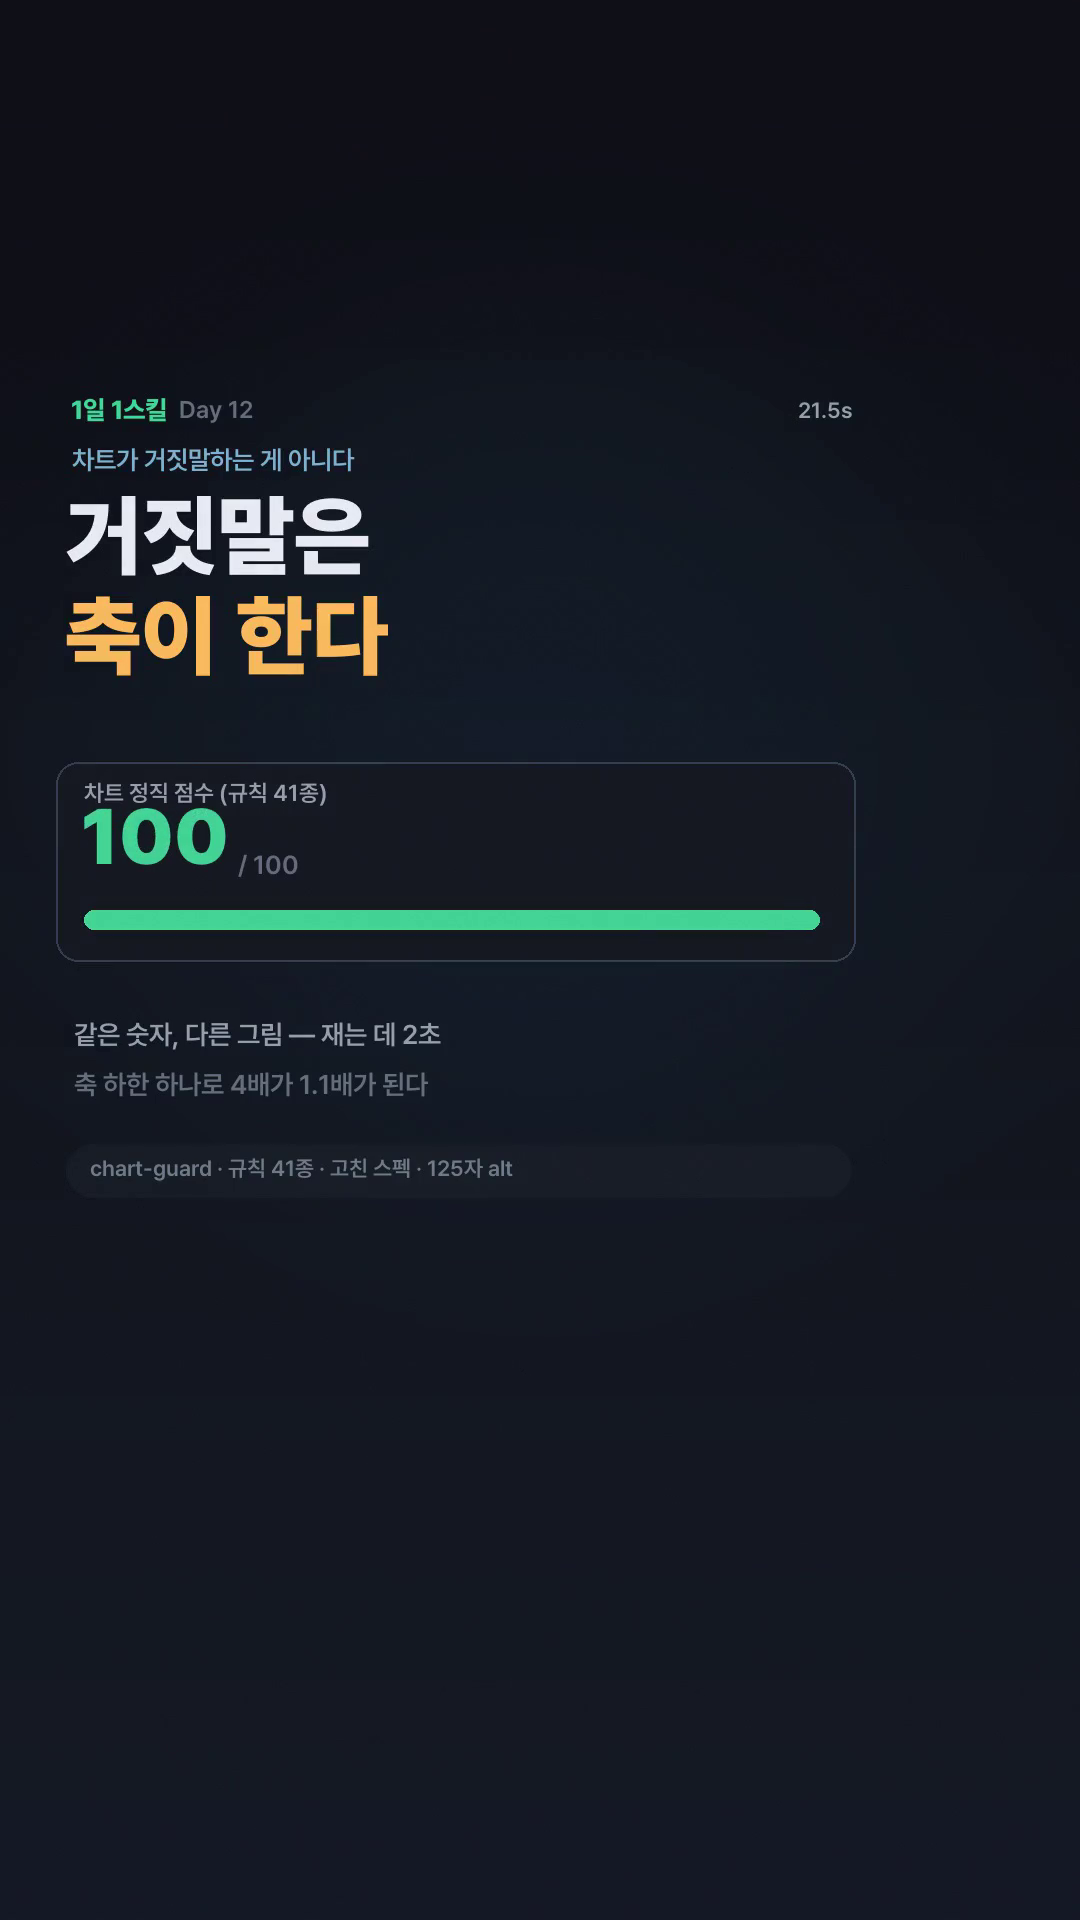 1일 1스킬 Day 12 21.5s
차트가 거짓말하는 게 아니다
거짓말은
축이 한다
차트 정직 점수 (규칙 41종)
100 / 100
같은 숫자, 다른 그림 — 재는 데 2초
축 하한 하나로 4배가 1.1배가 된다
chart-guard · 규칙 41종 · 고친 스펙 · 125자 alt